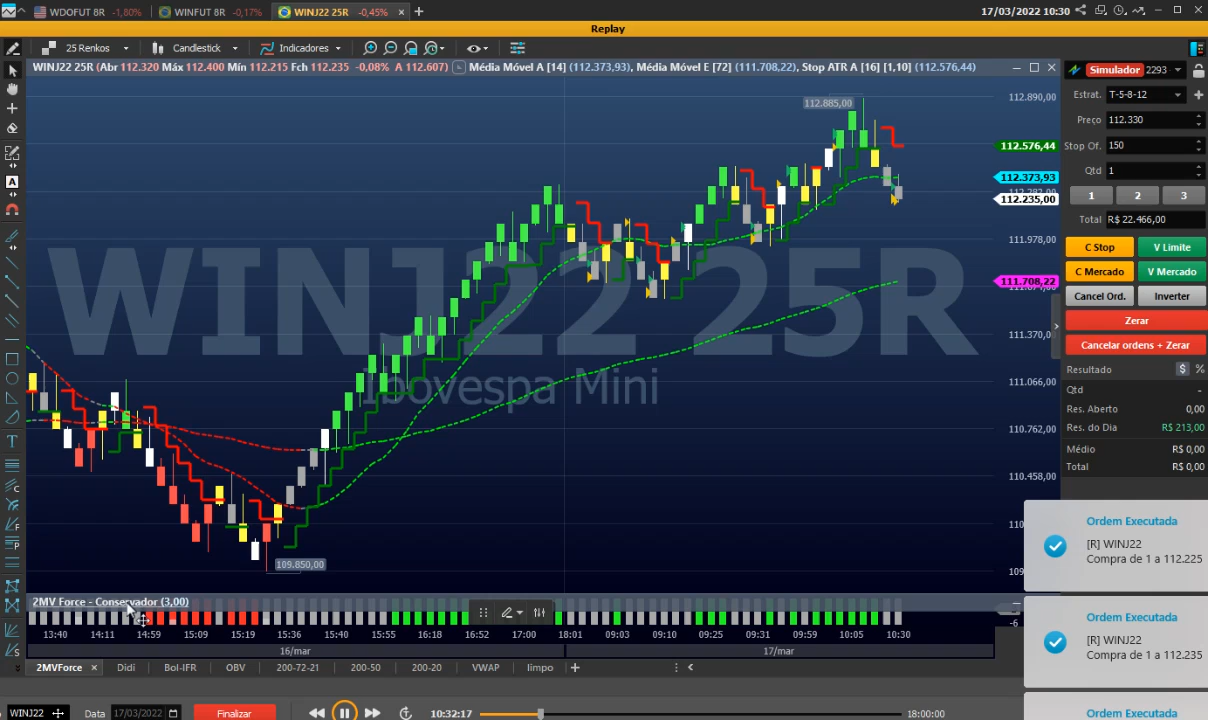 WDOFUT 8R -1,80%
WINFUT 8R -0,17%
WINJ22 25R -0,45%
17/03/2022 10:30
Replay
25 Renkos
Candlestick
Indicadores
WINJ22 25R (Abr 112.320 Máx 112.400 Mín 112.215 Fch 112.235 -0,08% A 112.607)
Média Móvel A [14] (112.373,93), Média Móvel E [72] (111.708,22), Stop ATR A [16] [1,10] (112.576,44)
112.885,00
109.850,00
WINJ22 25R
Ibovespa Mini
112.890,00
112.576,44
112.373,93
112.235,00
111.978,00
111.708,22
111.370,00
111.066,00
110.762,00
110.458,00
Simulador 2293
Estrat. T-5-8-12
Preço 112.330
Stop Of. 150
Qtd 1
1 2 3
Total R$ 22.466,00
C Stop V Limite
C Mercado V Mercado
Cancel Ord. Inverter
Zerar
Cancelar ordens + Zerar
Resultado $ %
Qtd -
Res. Aberto 0,00
Res. do Dia R$ 213,00
Médio R$ 0,00
Total R$ 0,00
Ordem Executada
[R] WINJ22
Compra de 1 a 112.225
Ordem Executada
[R] WINJ22
Compra de 1 a 112.235
Ordem Executada
2MV Force - Conservador (3,00)
-6
13:40 14:11 14:59 15:09 15:19 15:36 15:40 15:55 16:18 16:52 17:00 18:01 09:03 09:10 09:25 09:31 09:59 10:05 10:30
16/mar 17/mar
2MVForce Didi Bol-IFR OBV 200-72-21 200-50 200-20 VWAP limpo
WINJ22 Data 17/03/2022 Finalizar 10:32:17 18:00:00